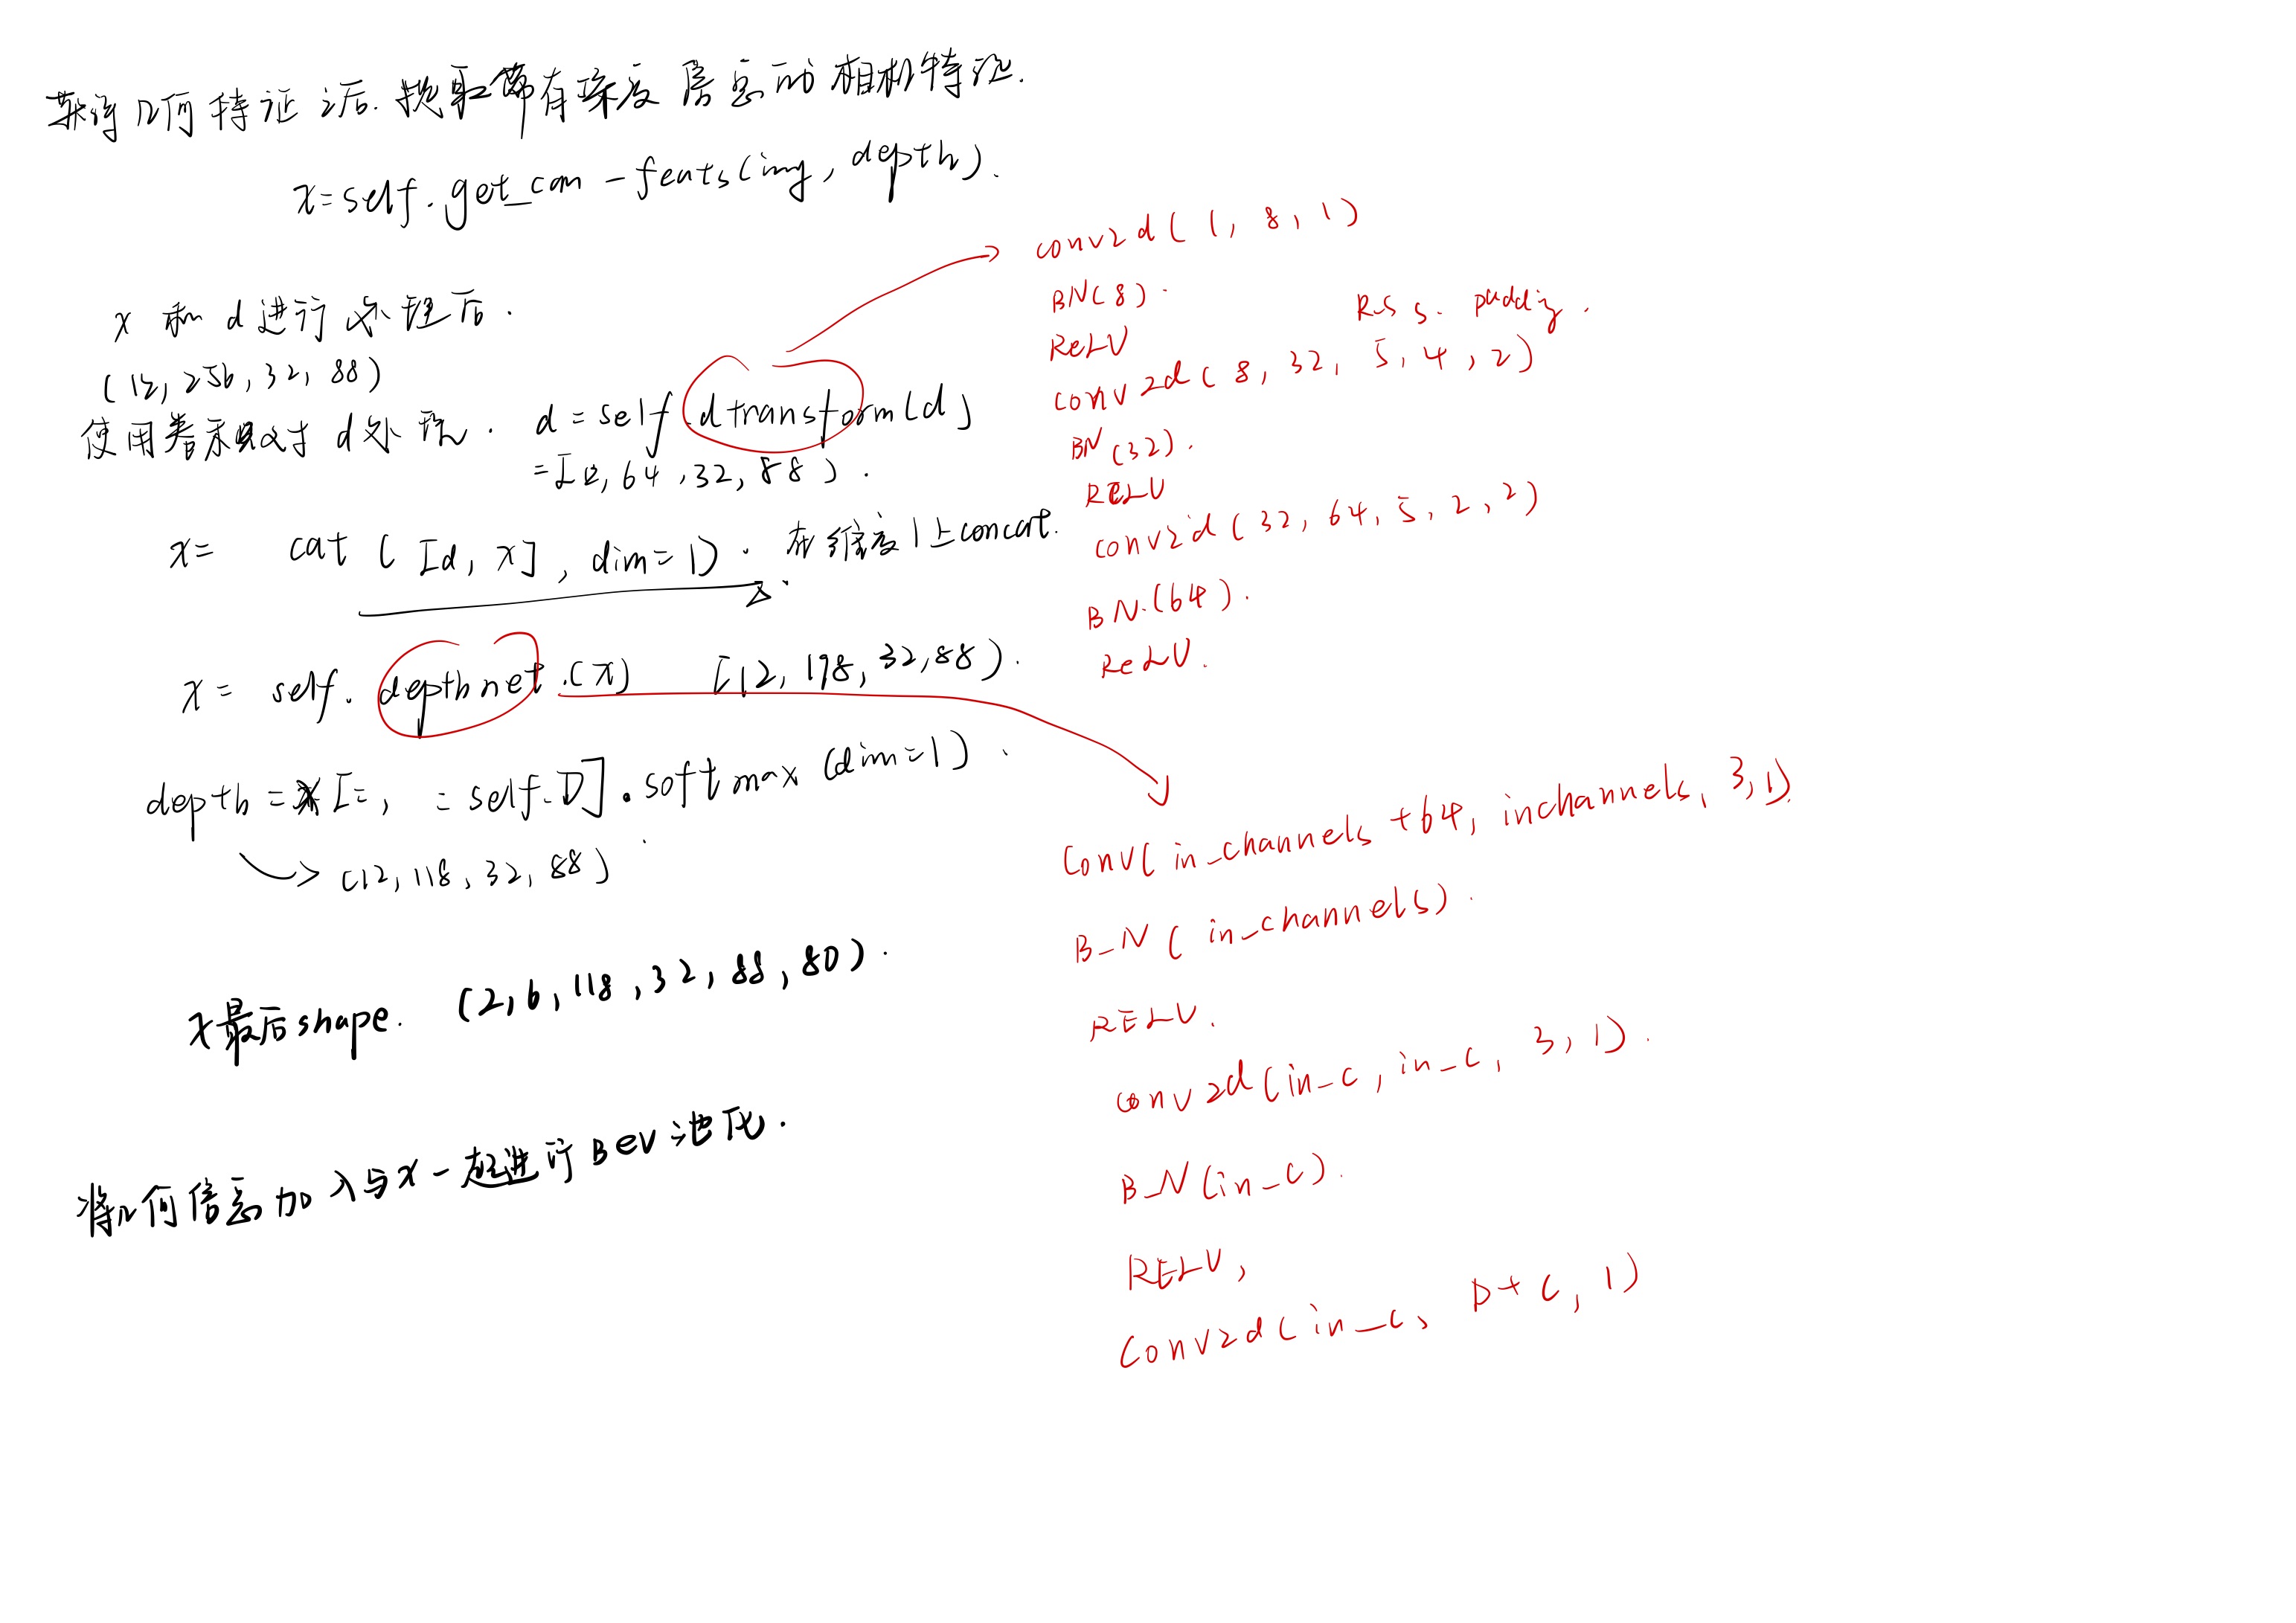 获得几何特征之后.提取带有深度信息的相机特征.
x=self.get_cam-feats(img, depth).
x 和 d 进行处理后.
(12, 256, 32, 88)
使用卷积对 d 处理. d = self.dtransform(d)
=[12, 64, 32, 88).
x= cat ( [d, x], dim=1). 在维度1上concat.
x= self.depthnet.(x) [12, 198, 32, 88).
depth =x[:, :self.D].softmax (dim=1).
(12, 118, 32, 88)
x最后shape. (2, 6, 118, 32, 88, 80).
将几何信息加入与x一起进行Bev池化.
conv2d( 1, 8, 1)
BN(8).
ReLU
s. padding.
conv2d( 8, 32, 5, 4, 2)
BN(32).
RELU
conv2d( 32, 64, 5, 2, 2)
BN.(64).
ReLU.
Conv( in_channels +64, inchannels, 3, 1)
B_N( in_channels).
RELU.
conv2d(in_c, in_c, 3, 1).
B_N(in_c).
RELU,
Conv2d(in_c, D+C, 1)